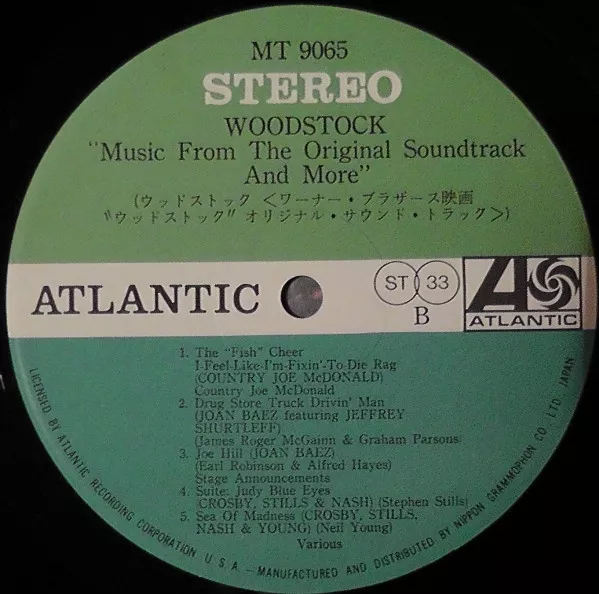 MT 9065
STEREO
WOODSTOCK
"Music From The Original Soundtrack
And More"
(ウッドストック <ワーナー・ブラザース映画
"ウッドストック" オリジナル・サウンド・トラック>)
ATLANTIC
ST 33
B
ATLANTIC
1. The "Fish" Cheer
I-Feel-Like-I'm-Fixin'-To-Die Rag
(COUNTRY JOE McDONALD)
Country Joe McDonald
2. Drug Store Truck Drivin' Man
(JOAN BAEZ featuring JEFFREY
SHURTLEFF)
(James Roger McGainn & Graham Parsons)
3. Joe Hill (JOAN BAEZ)
(Earl Robinson & Alfred Hayes)
Stage Announcements
4. Suite: Judy Blue Eyes
(CROSBY, STILLS & NASH) (Stephen Stills)
5. Sea Of Madness (CROSBY, STILLS,
NASH & YOUNG) (Neil Young)
Various
LICENSED BY ATLANTIC RECORDING CORPORATION U.S.A.—MANUFACTURED AND DISTRIBUTED BY NIPPON GRAMMOPHON CO. LTD. JAPAN